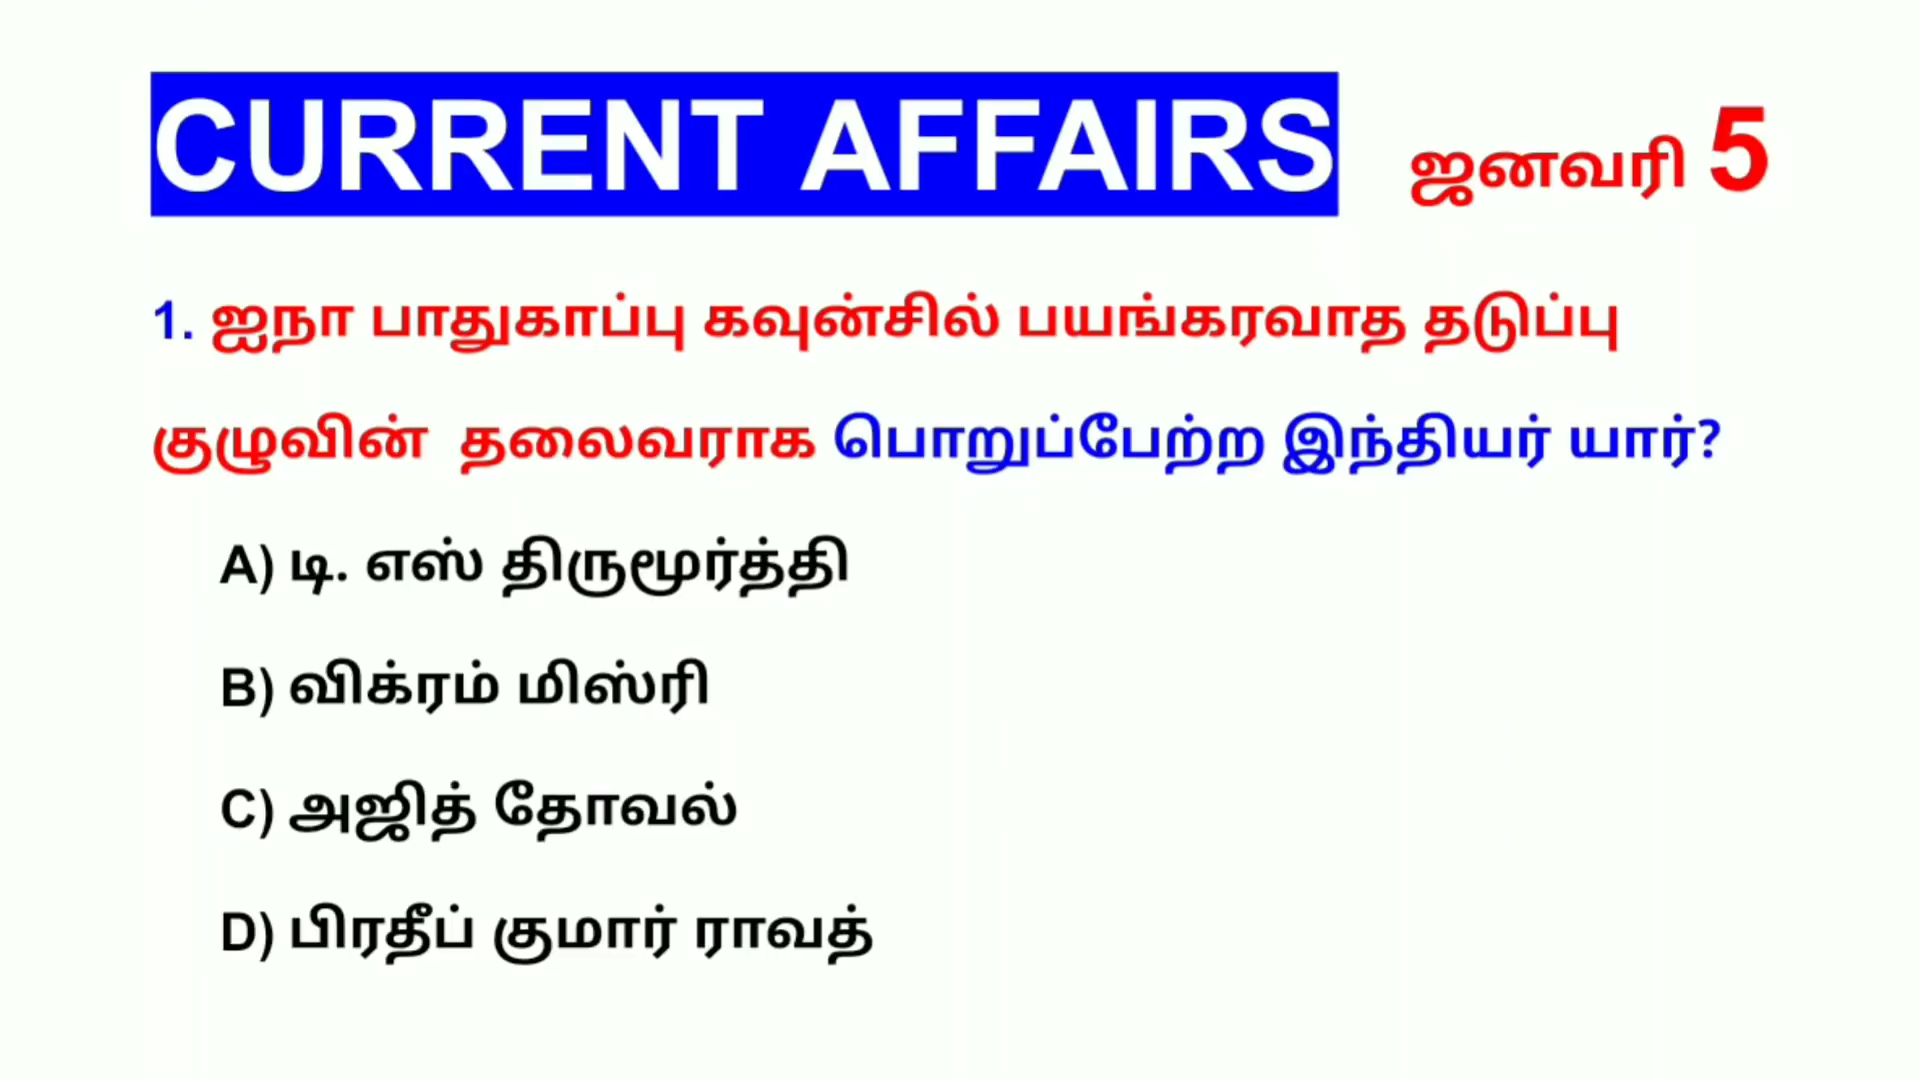 CURRENT AFFAIRS ஜனவரி 5
1. ஐநா பாதுகாப்பு கவுன்சில் பயங்கரவாத தடுப்பு
குழுவின் தலைவராக பொறுப்பேற்ற இந்தியர் யார்?
A) டி. எஸ் திருமூர்த்தி
B) விக்ரம் மிஸ்ரி
C) அஜித் தோவல்
D) பிரதீப் குமார் ராவத்